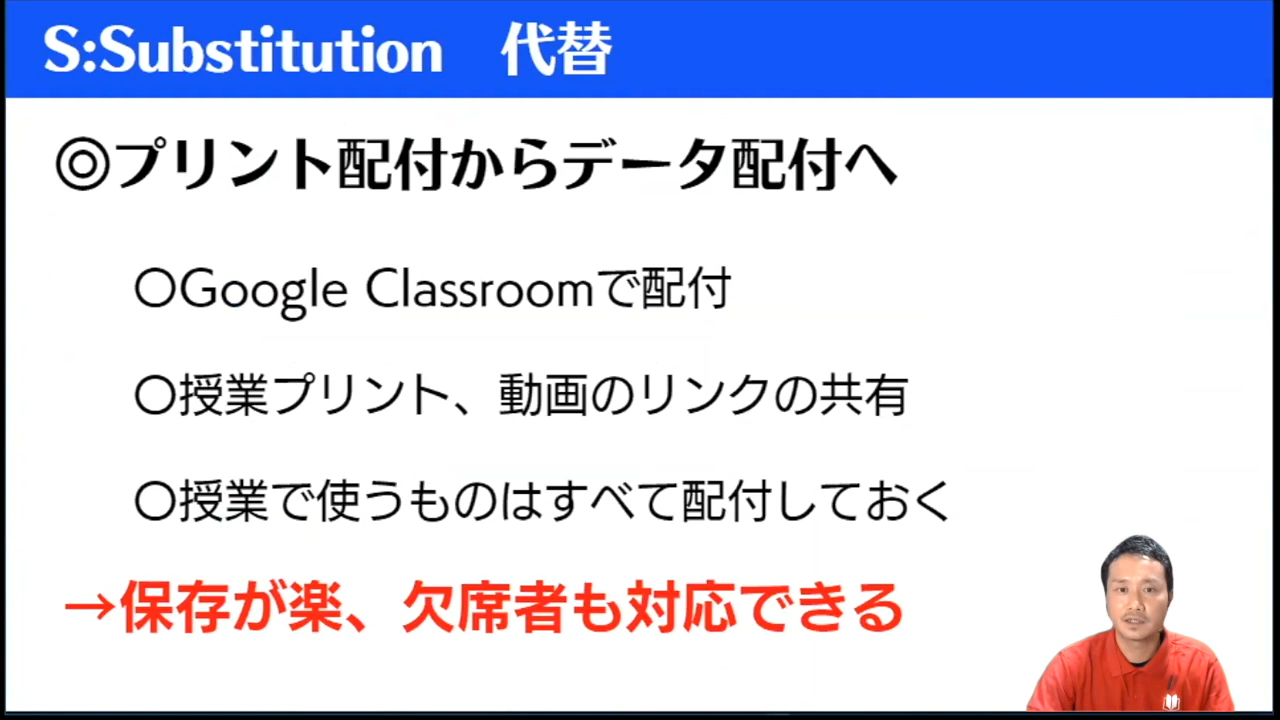 S:Substitution 代替
◎プリント配付からデータ配付へ
〇Google Classroomで配付
〇授業プリント、動画のリンクの共有
〇授業で使うものはすべて配付しておく
→保存が楽、欠席者も対応できる